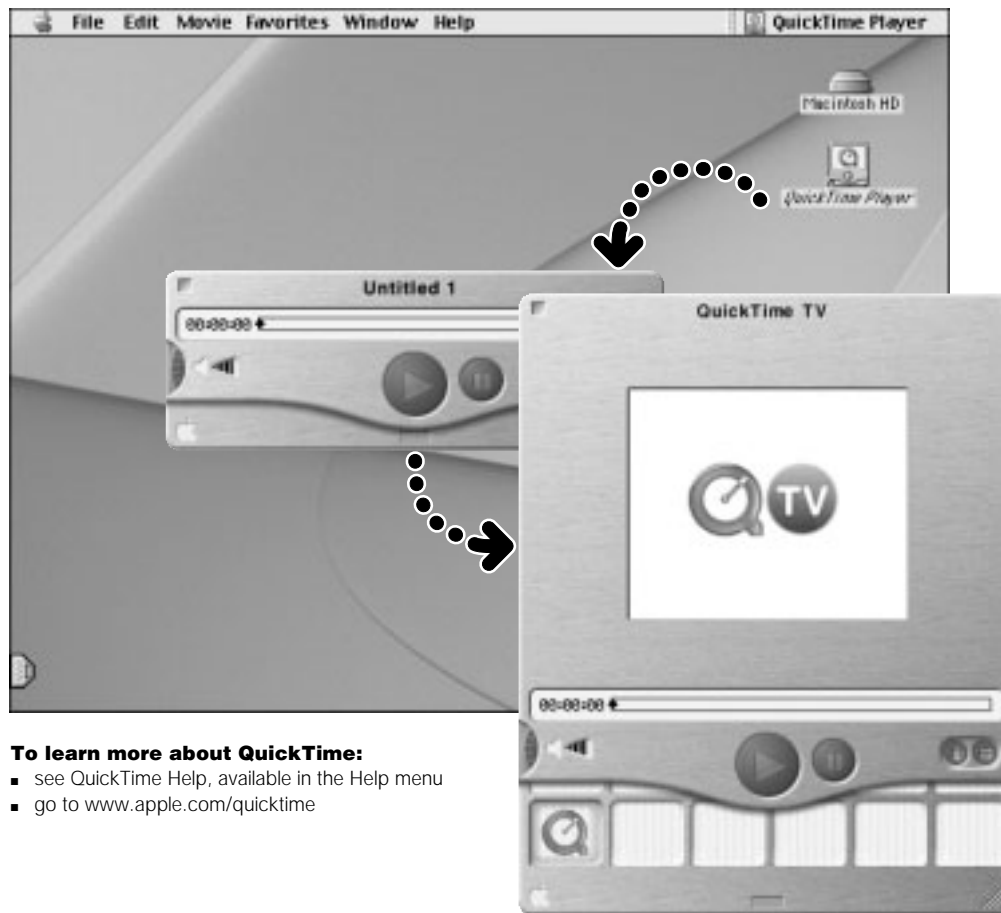 File Edit Movie Favorites Window Help QuickTime Player
Macintosh HD
QuickTime Player
Untitled 1
00:00:00
QuickTime TV
TV
00:00:00
To learn more about QuickTime:
▪ see QuickTime Help, available in the Help menu
▪ go to www.apple.com/quicktime